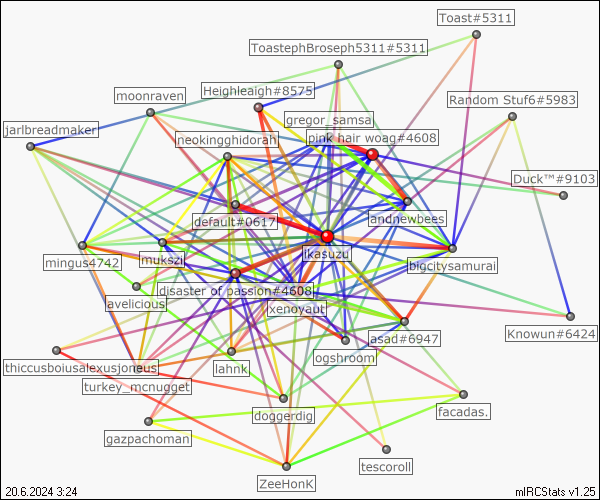 Toast#5311
ToastephBroseph5311#5311
Heighleaigh#8575
moonraven
Random Stuf6#5983
gregor_samsa
jarlbreadmaker
neokingghidorah
pink hair woag#4608
Duck™#9103
default#0617
landnewbees
mukszi
ikasuzu
mingus4742
bigcitysamurai
disaster of passion#4608
lavelicious
xenoyaut
Knowun#6424
asad#6947
ogshroom
lahnk
thiccusboiusalexusjoneus
turkey_mcnugget
doggerdig
facadas.
gazpachoman
tescoroll
ZeeHonK
20.6.2024 3:24
mIRCStats v1.25